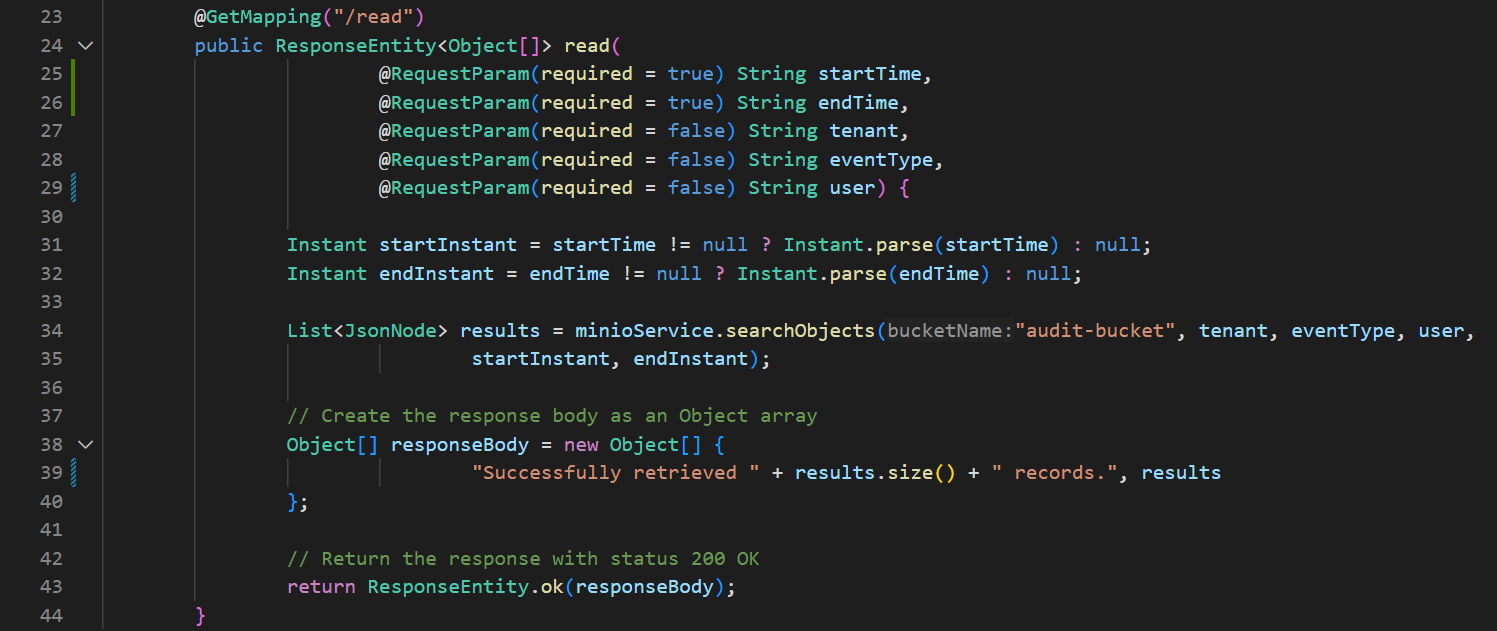 23 @GetMapping("/read")
24 public ResponseEntity<Object[]> read(
25 @RequestParam(required = true) String startTime,
26 @RequestParam(required = true) String endTime,
27 @RequestParam(required = false) String tenant,
28 @RequestParam(required = false) String eventType,
29 @RequestParam(required = false) String user) {
30
31 Instant startInstant = startTime != null ? Instant.parse(startTime) : null;
32 Instant endInstant = endTime != null ? Instant.parse(endTime) : null;
33
34 List<JsonNode> results = minioService.searchObjects(bucketName:"audit-bucket", tenant, eventType, user,
35 startInstant, endInstant);
36
37 // Create the response body as an Object array
38 Object[] responseBody = new Object[] {
39 "Successfully retrieved " + results.size() + " records.", results
40 };
41
42 // Return the response with status 200 OK
43 return ResponseEntity.ok(responseBody);
44 }